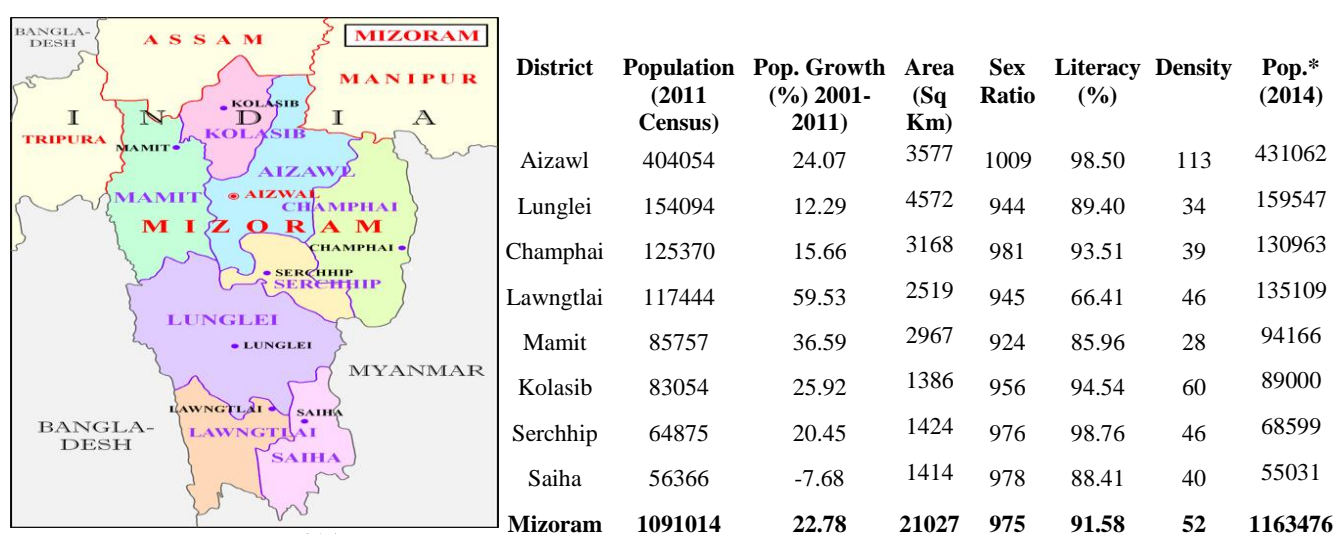 BANGLA-
DESH
ASSAM
MIZORAM
MANIPUR
INDIA
TRIPURA
KOLASIB
KOLASIB
MAMIT
MAMIT
AIZAWL
AIZWAL
CHAMPHAI
MIZORAM
CHAMPHAI
SERCHHIP
SERCHHIP
LUNGLEI
LUNGLEI
MYANMAR
LAWNGTLAI
SAIHA
BANGLA-
DESH
LAWNGTLAI
SAIHA
District Population (2011 Census) Pop. Growth (%) 2001-2011) Area (Sq Km) Sex Ratio Literacy (%) Density Pop.* (2014)
Aizawl 404054 24.07 3577 1009 98.50 113 431062
Lunglei 154094 12.29 4572 944 89.40 34 159547
Champhai 125370 15.66 3168 981 93.51 39 130963
Lawngtlai 117444 59.53 2519 945 66.41 46 135109
Mamit 85757 36.59 2967 924 85.96 28 94166
Kolasib 83054 25.92 1386 956 94.54 60 89000
Serchhip 64875 20.45 1424 976 98.76 46 68599
Saiha 56366 -7.68 1414 978 88.41 40 55031
Mizoram 1091014 22.78 21027 975 91.58 52 1163476